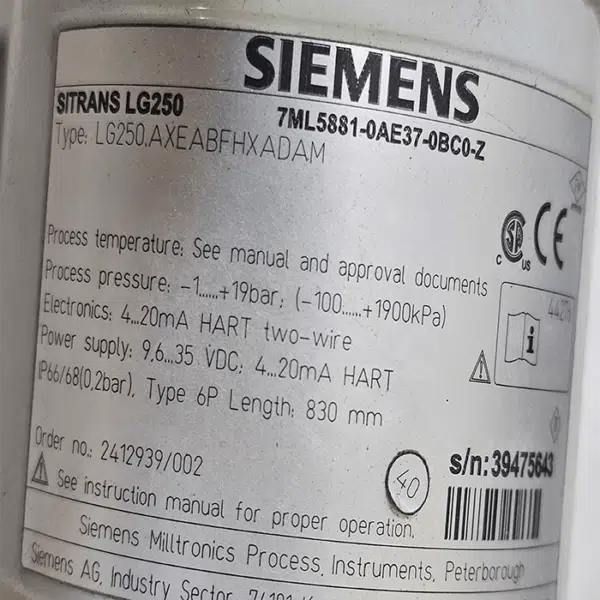 SIEMENS
SITRANS LG250
7ML5881-0AE37-0BC0-Z
Type: LG250.AXEABFHXADAM
Process temperature: See manual and approval documents
Process pressure: -1.....+19bar; (-100.....+1900kPa)
Electronics: 4...20mA HART two-wire
Power supply: 9,6...35 VDC; 4...20mA HART
IP66/68(0,2bar), Type 6P Length: 830 mm
C US
CE
i
Order no.: 2412939/002
40
s/n: 39475643
See instruction manual for proper operation.
Siemens Milltronics Process, Instruments, Peterborough
Siemens AG, Industry Sector,